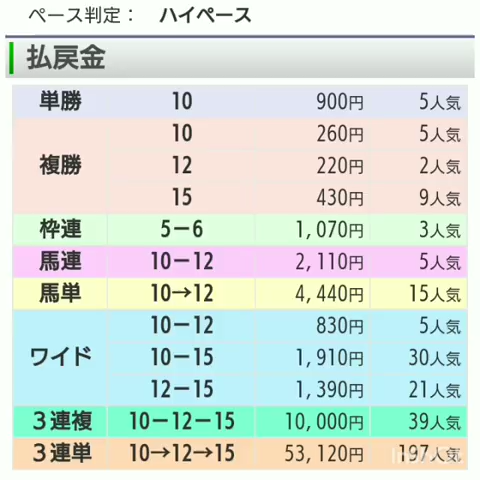 ペース判定： ハイペース
払戻金
単勝 10 900円 5人気
複勝 10 260円 5人気
12 220円 2人気
15 430円 9人気
枠連 5－6 1,070円 3人気
馬連 10－12 2,110円 5人気
馬単 10→12 4,440円 15人気
ワイド 10－12 830円 5人気
10－15 1,910円 30人気
12－15 1,390円 21人気
３連複 10－12－15 10,000円 39人気
３連単 10→12→15 53,120円 197人気